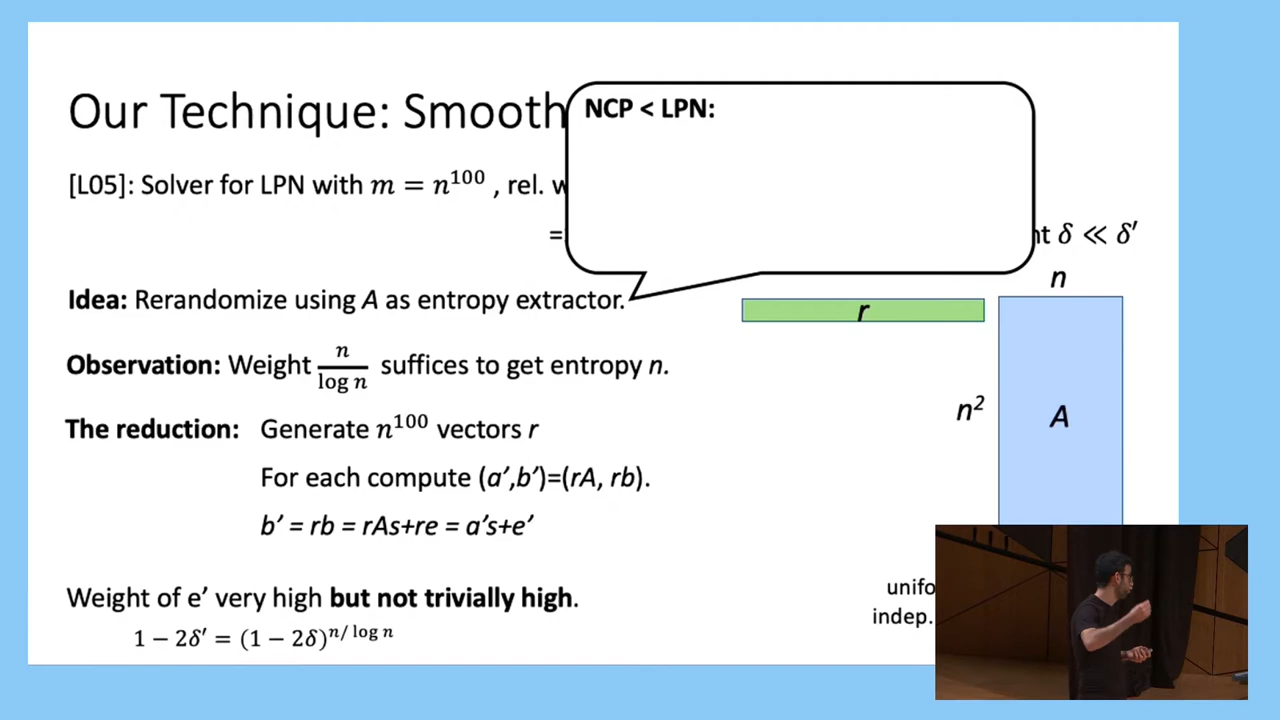 Our Technique: Smooth
NCP < LPN:
[L05]: Solver for LPN with m = n^100 , rel. w
= 
δ ≪ δ′
n
Idea: Rerandomize using A as entropy extractor.
r
Observation: Weight n/log n suffices to get entropy n.
n^2
A
The reduction: Generate n^100 vectors r
For each compute (a′,b′)=(rA, rb).
b′ = rb = rAs+re = a′s+e′
Weight of e′ very high but not trivially high.
unifo
indep.
1 − 2δ′ = (1 − 2δ)^n/ log n